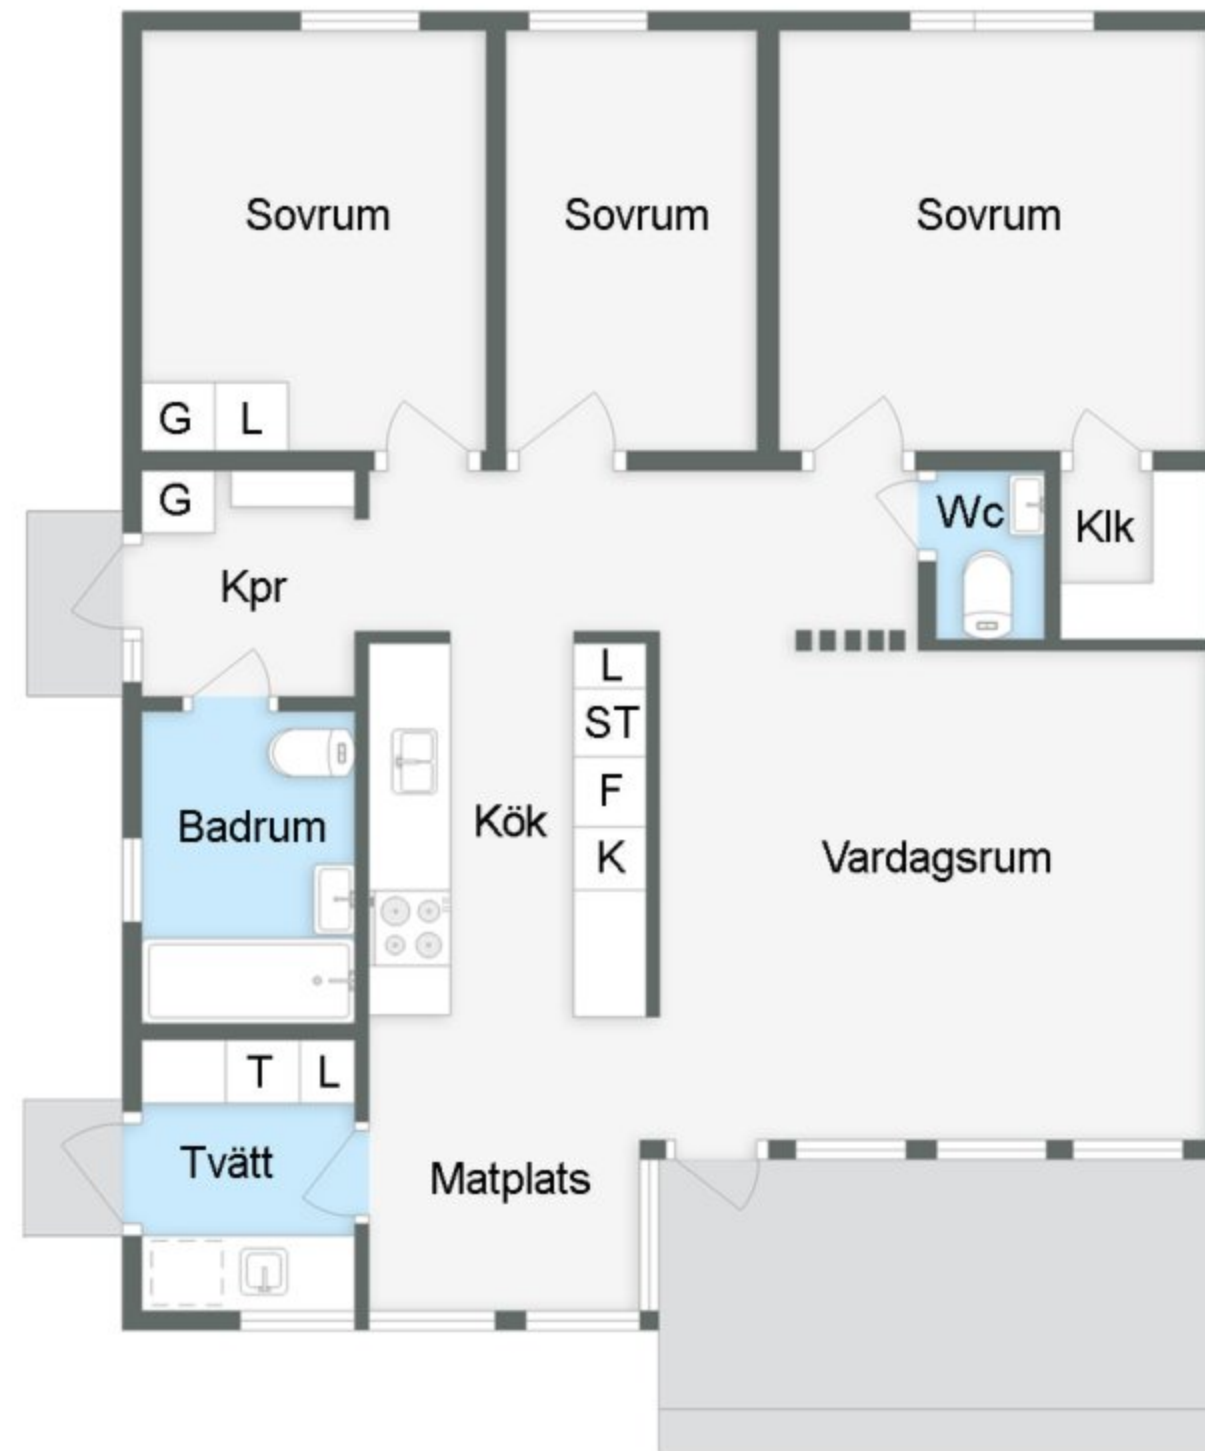 Sovrum
Sovrum
Sovrum
G
L
G
Wc
Klk
Kpr
L
ST
F
K
Kök
Badrum
Vardagsrum
T
L
Tvätt
Matplats